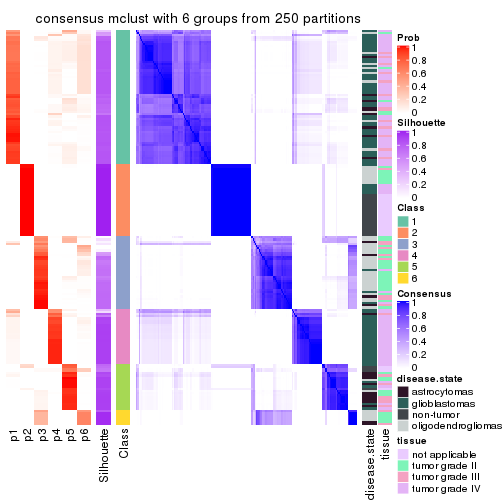 consensus mclust with 6 groups from 250 partitions
Prob
1
0.8
0.6
0.4
0.2
0
Silhouette
1
0.8
0.6
0.4
0.2
0
Class
1
2
3
4
5
6
Consensus
1
0.8
0.6
0.4
0.2
0
disease.state
astrocytomas
glioblastomas
non-tumor
oligodendrogliomas
tissue
not applicable
tumor grade II
tumor grade III
tumor grade IV
p1
p2
p3
p4
p5
p6
Silhouette
Class
disease.state
tissue